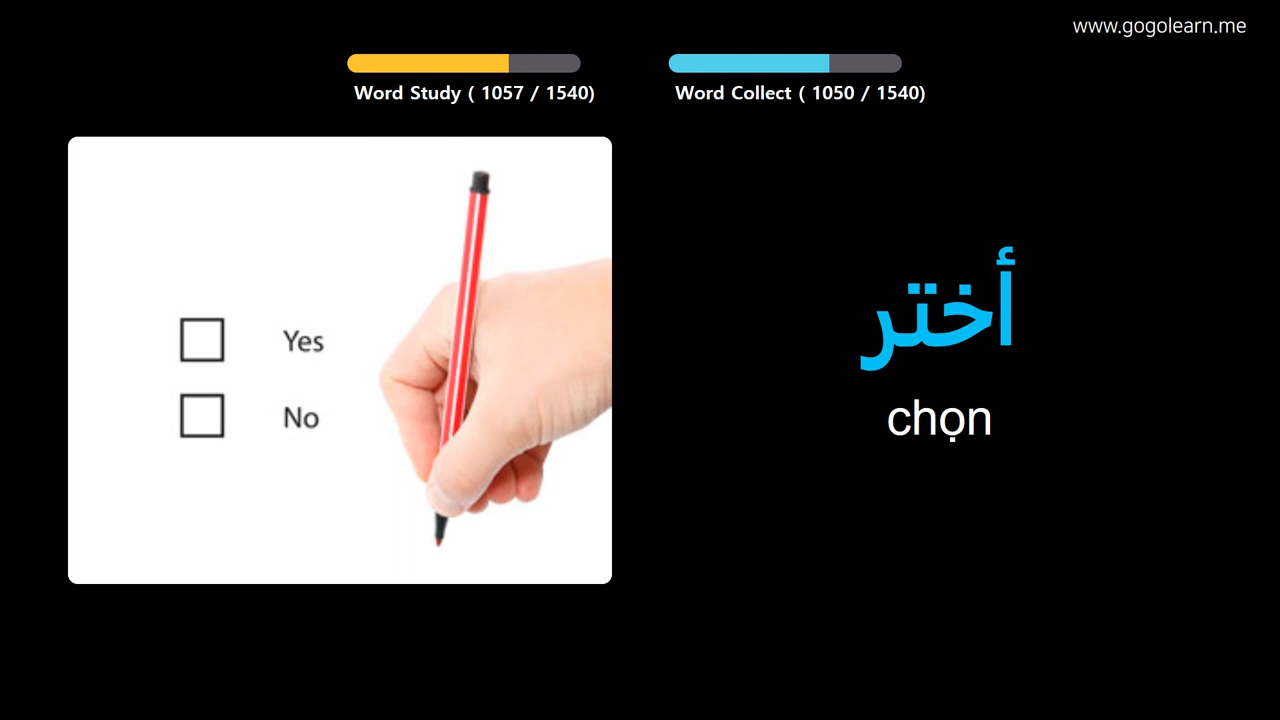 www.gogolearn.me
Word Study ( 1057 / 1540)
Word Collect ( 1050 / 1540)
Yes
No
أختر
chọn